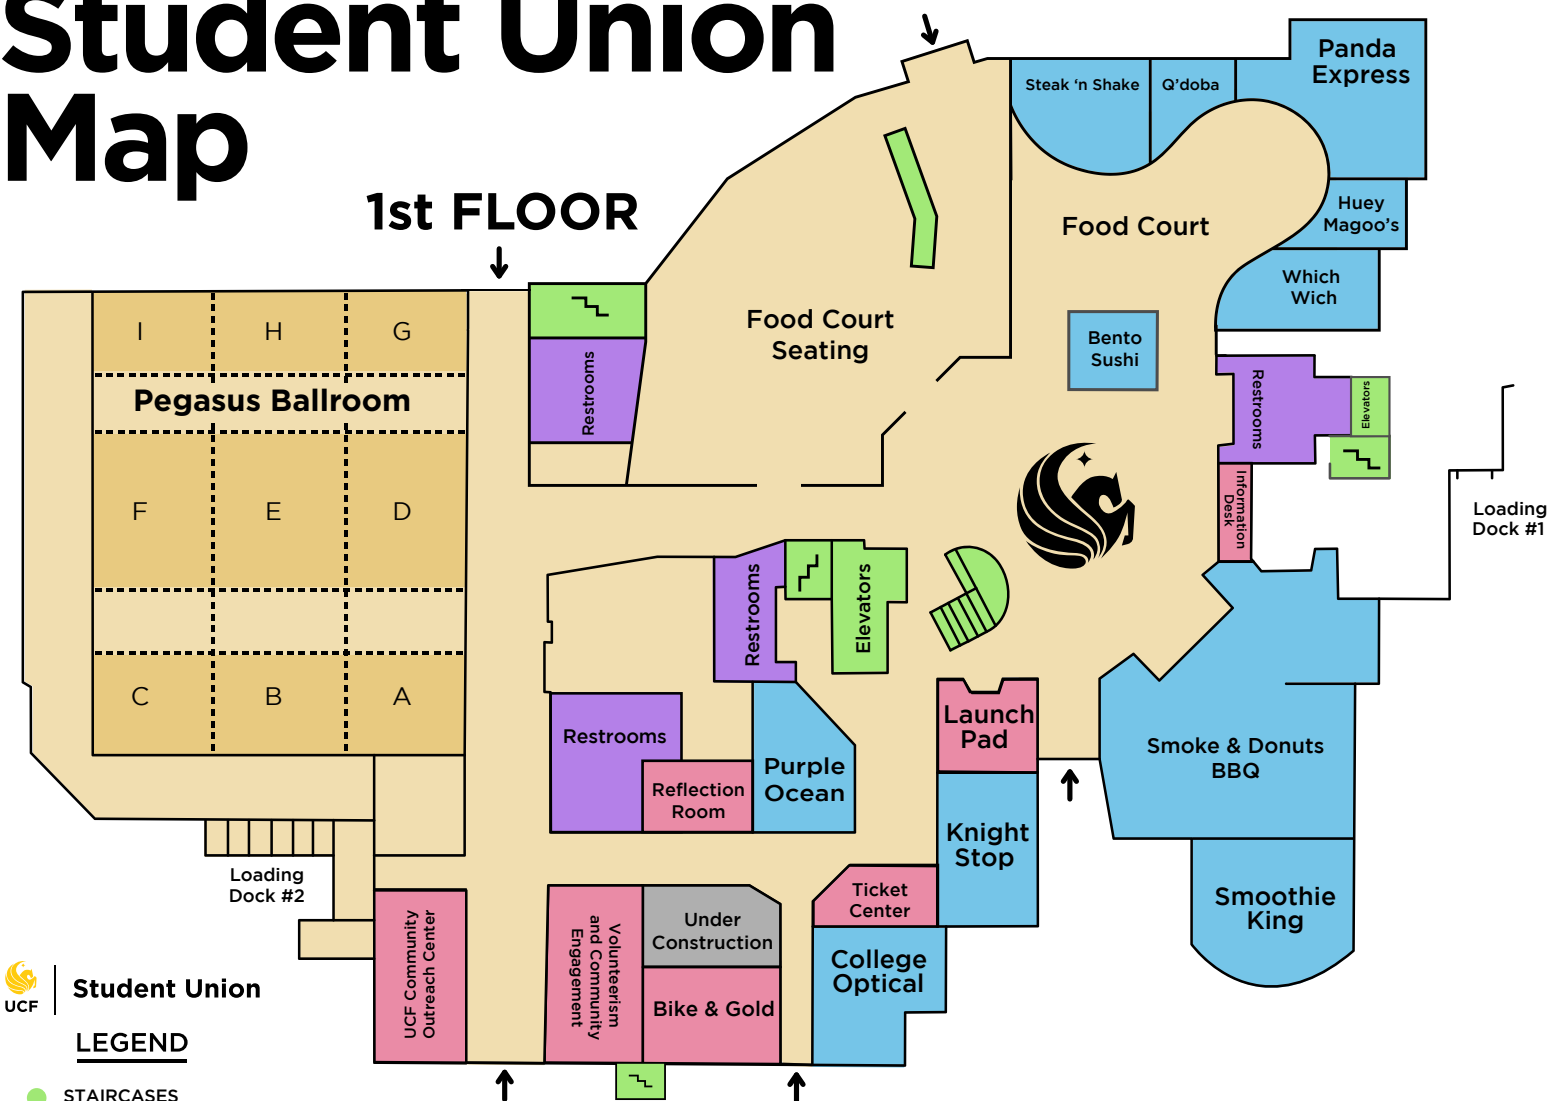 Student Union
Map
1st FLOOR
Steak 'n Shake
Q'doba
Panda
Express
Huey
Magoo's
Which
Wich
Food Court
Food Court
Seating
Bento
Sushi
Restrooms
Restrooms
Elevators
Information
Desk
Loading
Dock #1
I
H
G
Pegasus Ballroom
F
E
D
C
B
A
Restrooms
Elevators
Restrooms
Reflection
Room
Purple
Ocean
Launch
Pad
Smoke & Donuts
BBQ
Knight
Stop
Smoothie
King
Ticket
Center
College
Optical
Under
Construction
Bike & Gold
Volunteerism
and Community
Engagement
UCF Community
Outreach Center
Loading
Dock #2
UCF
Student Union
LEGEND
STAIRCASES